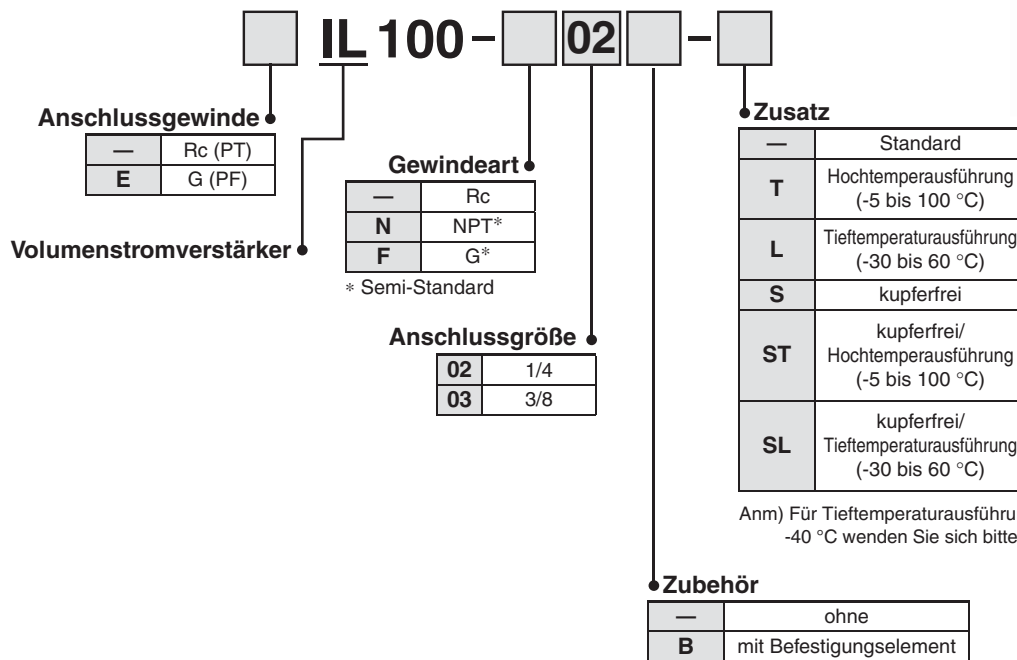 IL 100 – 02 –
Anschlussgewinde
— Rc (PT)
E G (PF)
Volumenstromverstärker
Gewindeart
— Rc
N NPT*
F G*
* Semi-Standard
Anschlussgröße
02 1/4
03 3/8
Zusatz
— Standard
T Hochtemperausführung
(-5 bis 100 °C)
L Tieftemperaturausführung
(-30 bis 60 °C)
S kupferfrei
ST kupferfrei/
Hochtemperausführung
(-5 bis 100 °C)
SL kupferfrei/
Tieftemperaturausführung
(-30 bis 60 °C)
Anm) Für Tieftemperaturausführu
-40 °C wenden Sie sich bitte
Zubehör
— ohne
B mit Befestigungselement